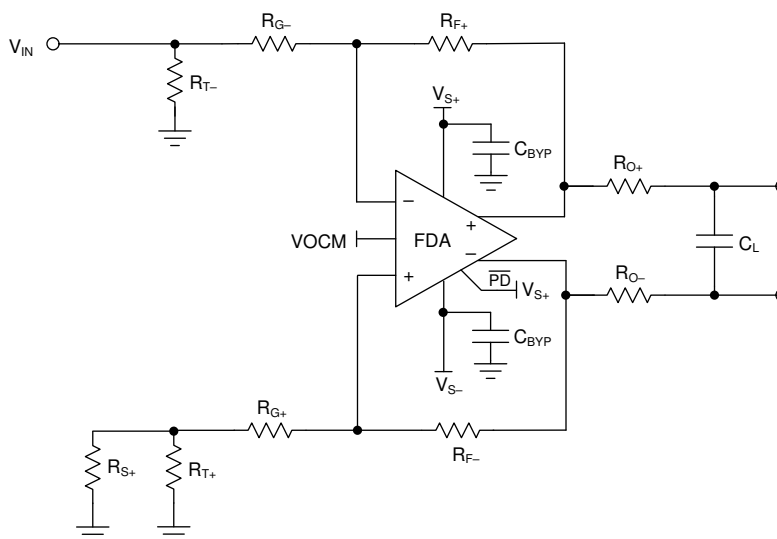 R_G–
R_F+
V_IN
R_T–
V_S+
C_BYP
R_O+
–
+
VOCM
FDA
C_L
–
+
PD
V_S+
R_O–
C_BYP
V_S–
R_G+
R_F–
R_S+
R_T+